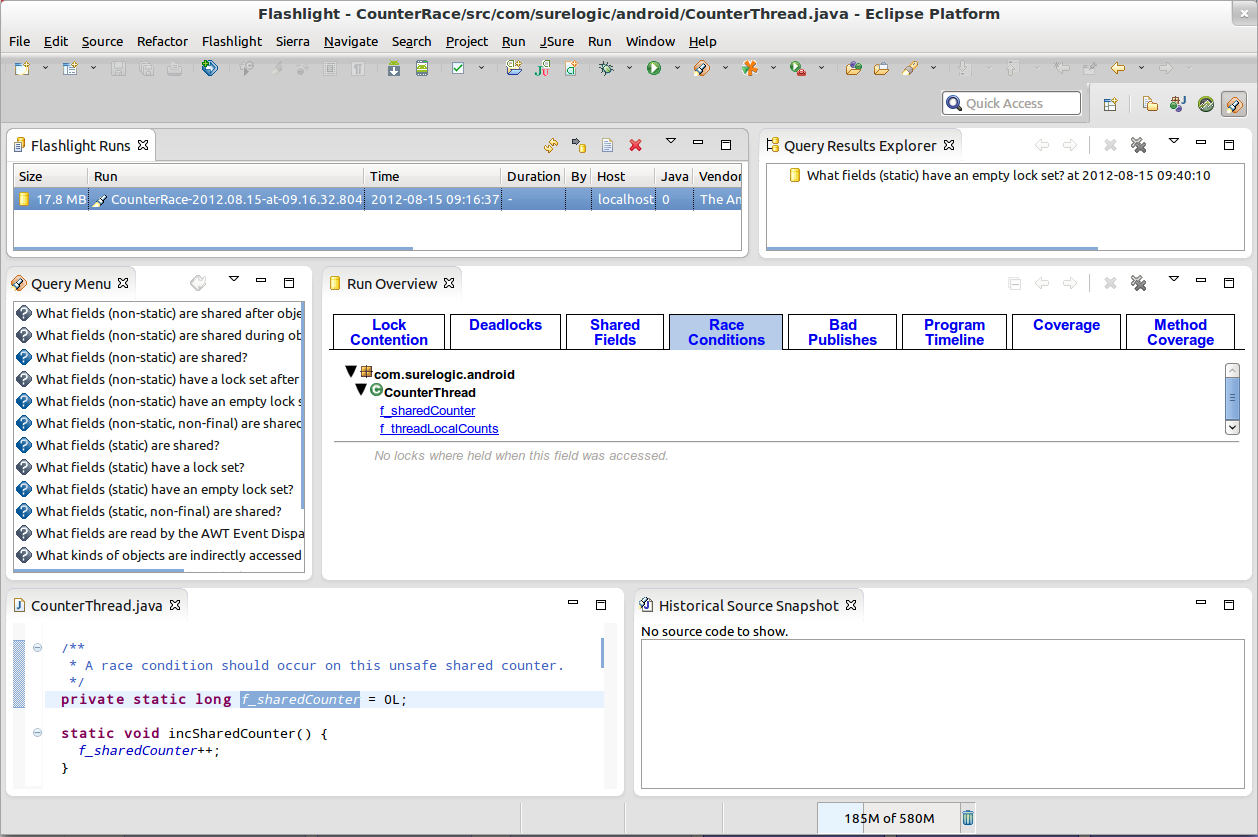 Flashlight - CounterRace/src/com/surelogic/android/CounterThread.java - Eclipse Platform
File Edit Source Refactor Flashlight Sierra Navigate Search Project Run JSure Run Window Help
Quick Access
Flashlight Runs
Size Run Time Duration By Host Java Vendor
17.8 MB CounterRace-2012.08.15-at-09.16.32.804 2012-08-15 09:16:37 - localhost 0 The An
Query Results Explorer
What fields (static) have an empty lock set? at 2012-08-15 09:40:10
Query Menu
What fields (non-static) are shared after obje
What fields (non-static) are shared during ob
What fields (non-static) are shared?
What fields (non-static) have a lock set after
What fields (non-static) have an empty lock s
What fields (non-static, non-final) are shared
What fields (static) are shared?
What fields (static) have a lock set?
What fields (static) have an empty lock set?
What fields (static, non-final) are shared?
What fields are read by the AWT Event Dispa
What kinds of objects are indirectly accessed
Run Overview
Lock Contention Deadlocks Shared Fields Race Conditions Bad Publishes Program Timeline Coverage Method Coverage
com.surelogic.android
CounterThread
f_sharedCounter
f_threadLocalCounts
No locks where held when this field was accessed.
CounterThread.java
/**
* A race condition should occur on this unsafe shared counter.
*/
private static long f_sharedCounter = 0L;
static void incSharedCounter() {
f_sharedCounter++;
}
Historical Source Snapshot
No source code to show.
185M of 580M